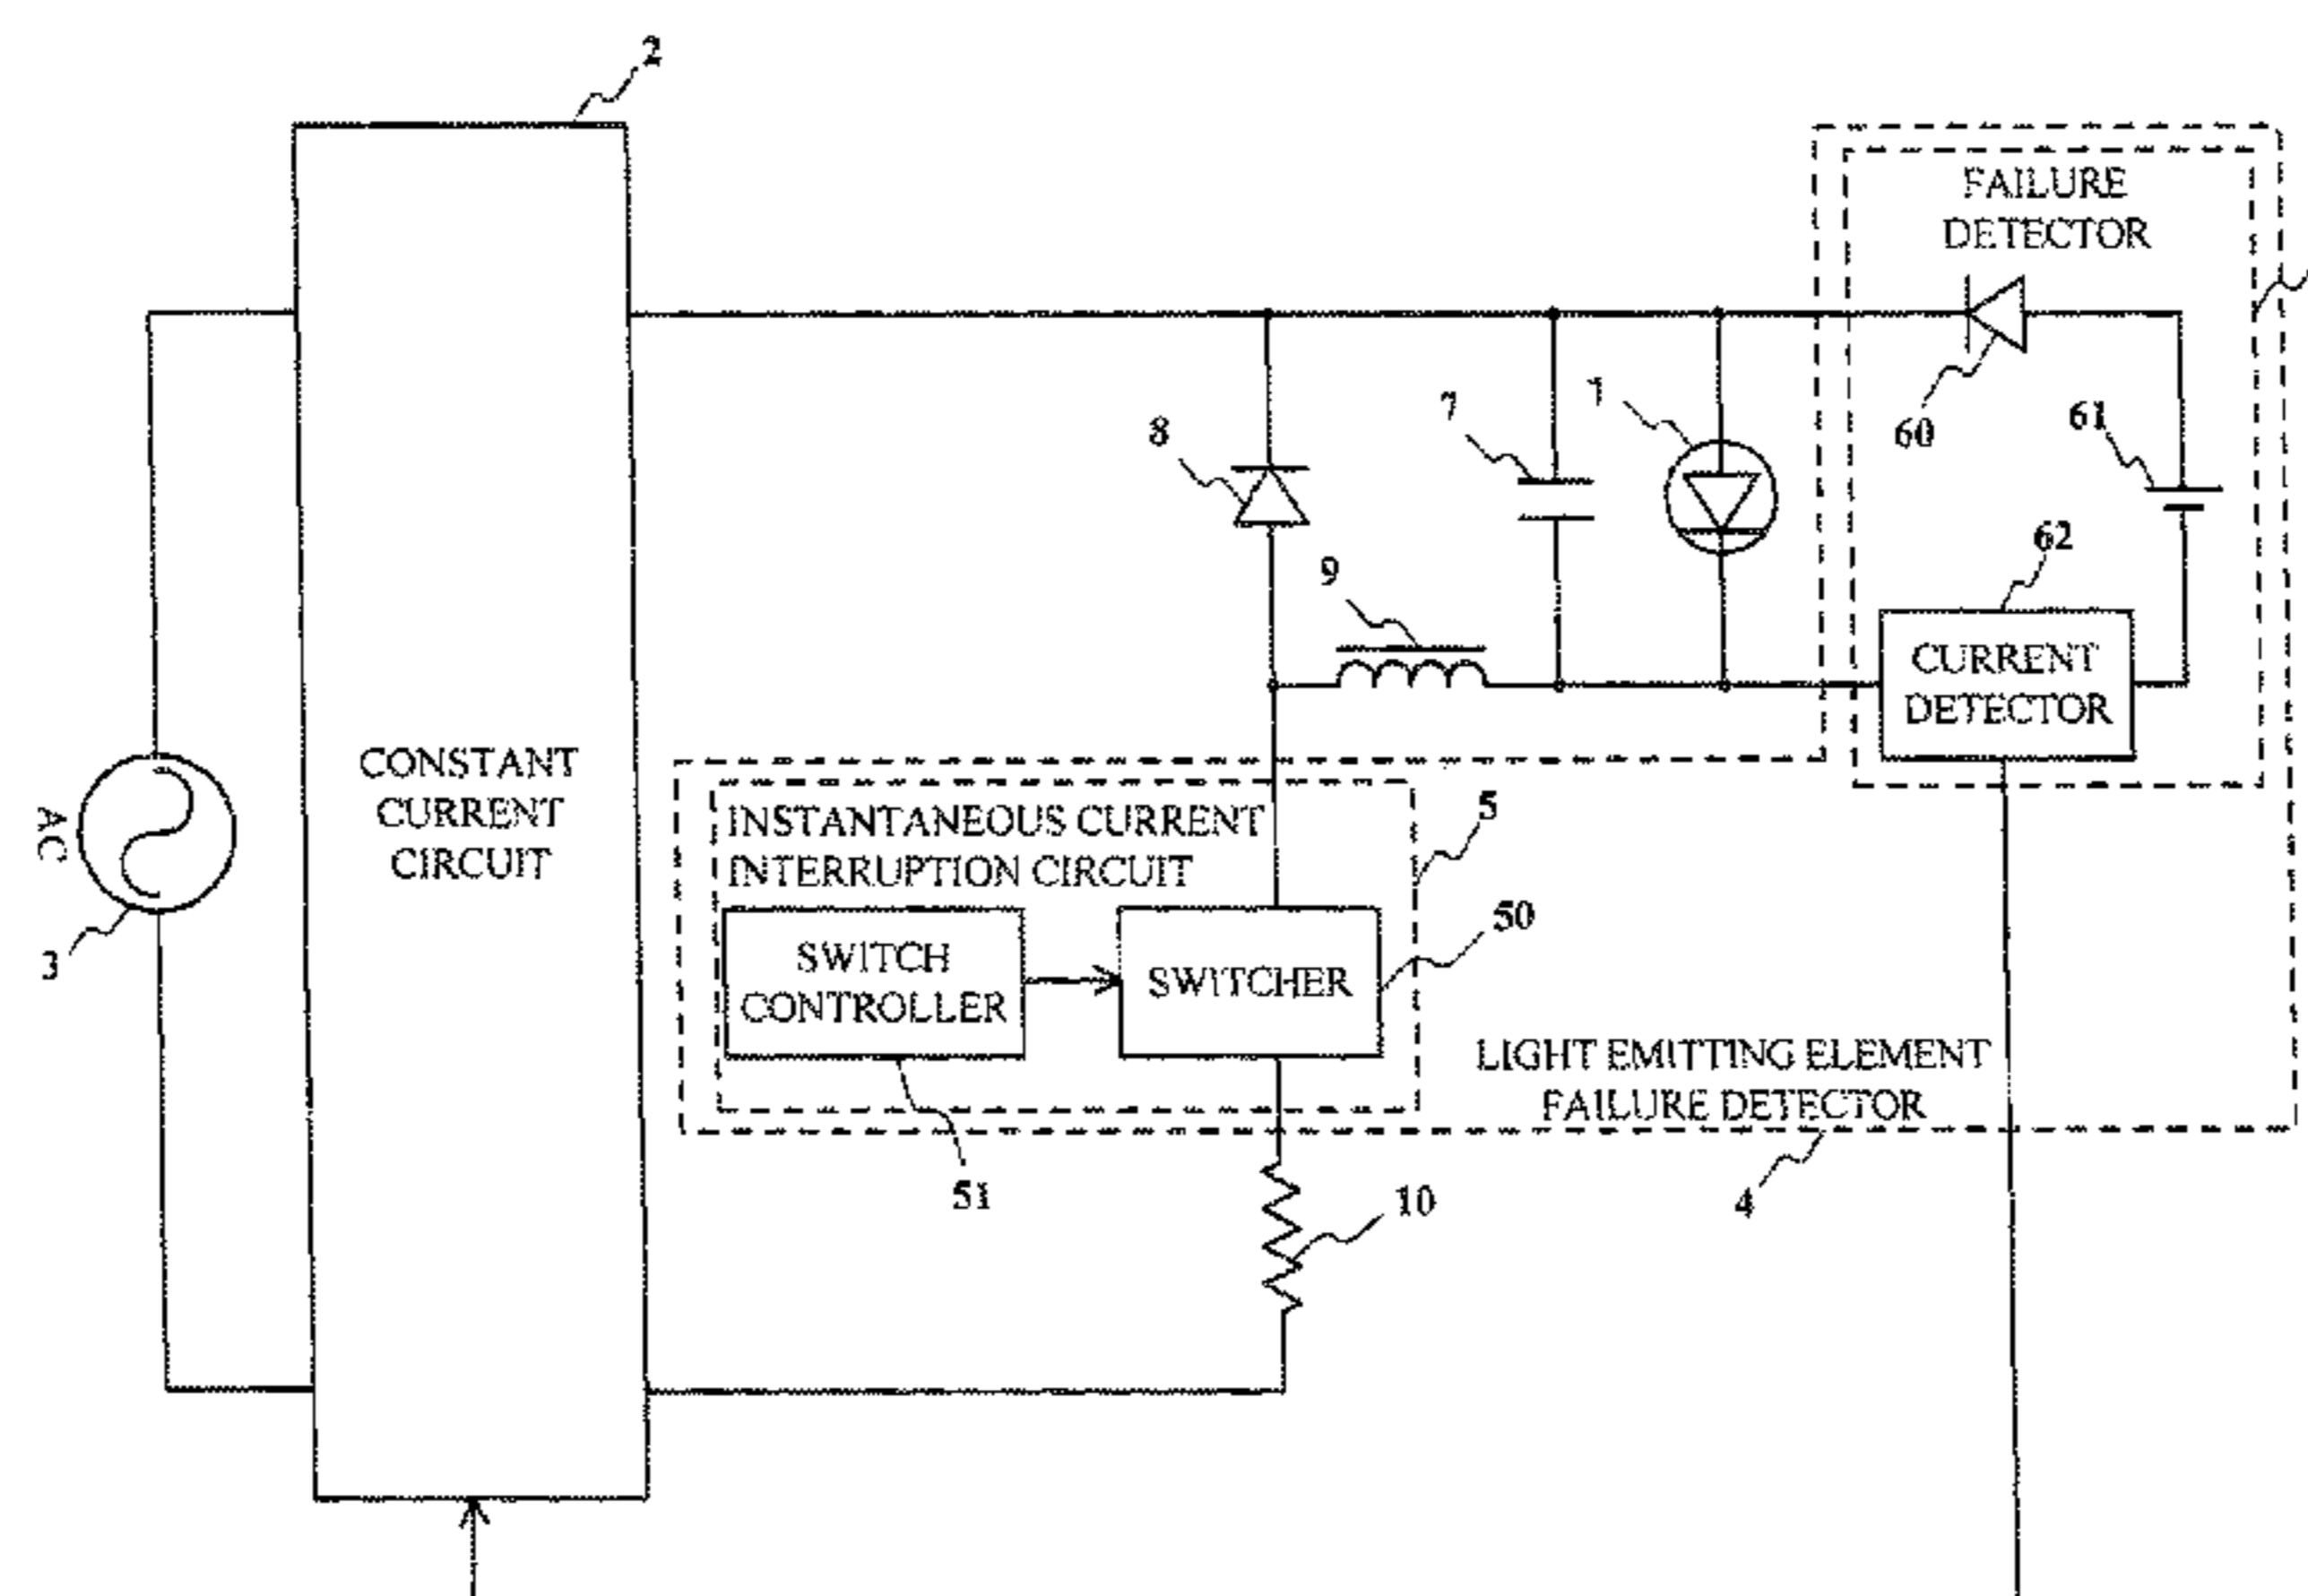 2
FAILURE
DETECTOR
60
61
7
1
8
62
9
CURRENT
DETECTOR
CONSTANT
CURRENT
CIRCUIT
AC
3
INSTANTANEOUS CURRENT
INTERRUPTION CIRCUIT
5
50
SWITCH
CONTROLLER
SWITCHER
LIGHT EMITTING ELEMENT
FAILURE DETECTOR
51
10
4